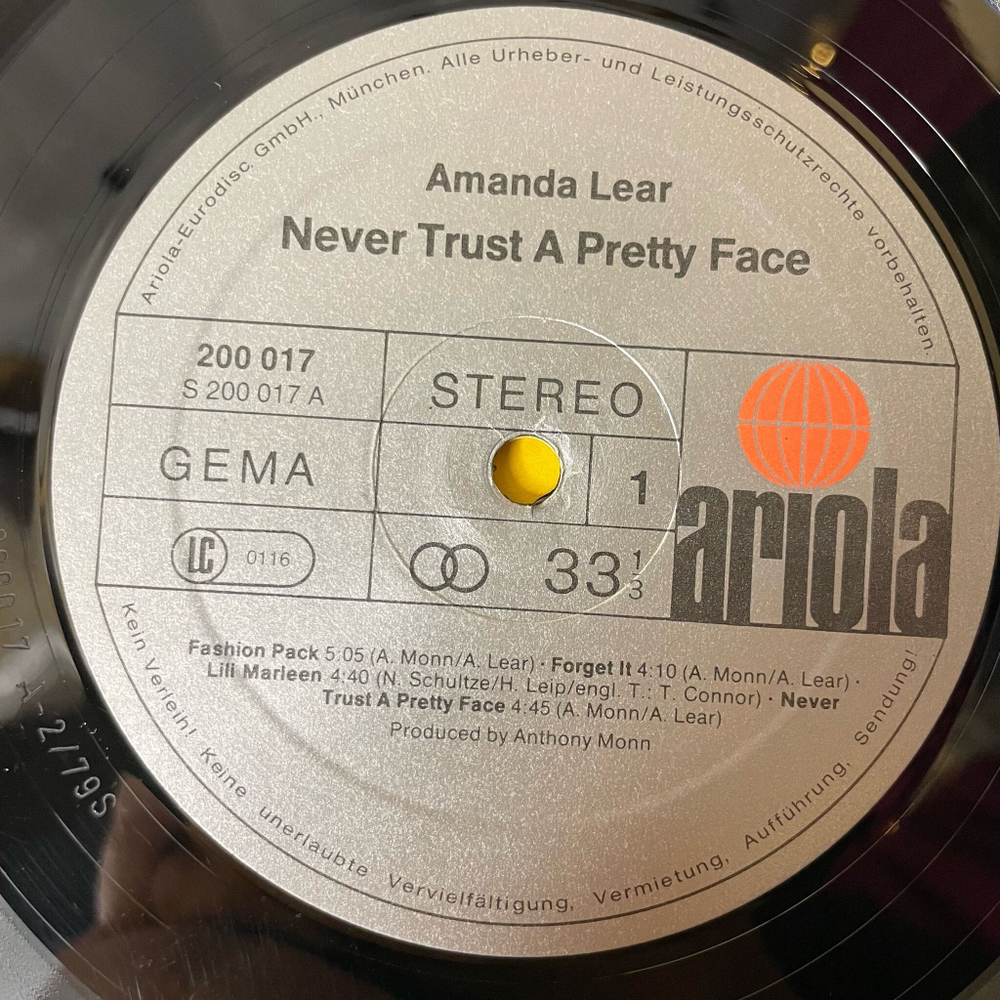 Ariola-Eurodisc. GmbH., München. Alle Urheber- und Leistungsschutzrechte vorbehalten.
Amanda Lear
Never Trust A Pretty Face
200 017
S 200 017 A
STEREO
GEMA
1
LC 0116
33 1/3
ariola
Fashion Pack 5:05 (A. Monn/A. Lear) · Forget It 4:10 (A. Monn/A. Lear) ·
Lili Marleen 4:40 (N. Schultze/H. Leip/engl. T.: T. Connor) · Never
Trust A Pretty Face 4:45 (A. Monn/A. Lear)
Produced by Anthony Monn
Kein Verleih! Keine unerlaubte Vervielfältigung, Vermietung, Aufführung, Sendung!
A-2/79S